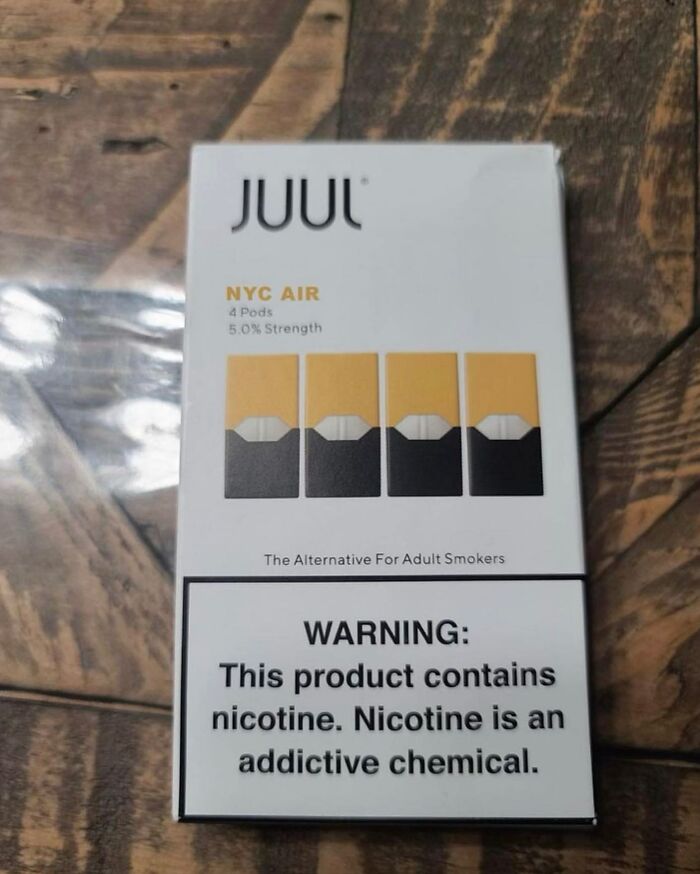 JUUL
NYC AIR
4 Pods
5.0% Strength
The Alternative For Adult Smokers
WARNING:
This product contains
nicotine. Nicotine is an
addictive chemical.